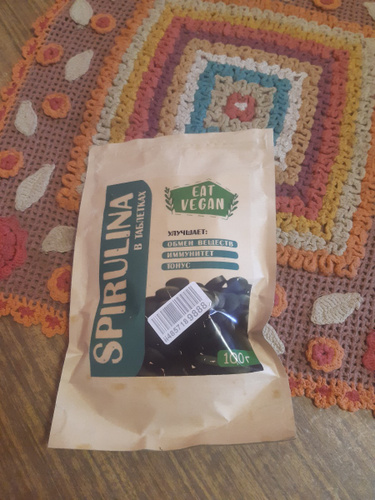 EAT
VEGAN
SPIRULINA
В ТАБЛЕТКАХ
УЛУЧШАЕТ:
ОБМЕН ВЕЩЕСТВ
ИММУНИТЕТ
ТОНУС
100г